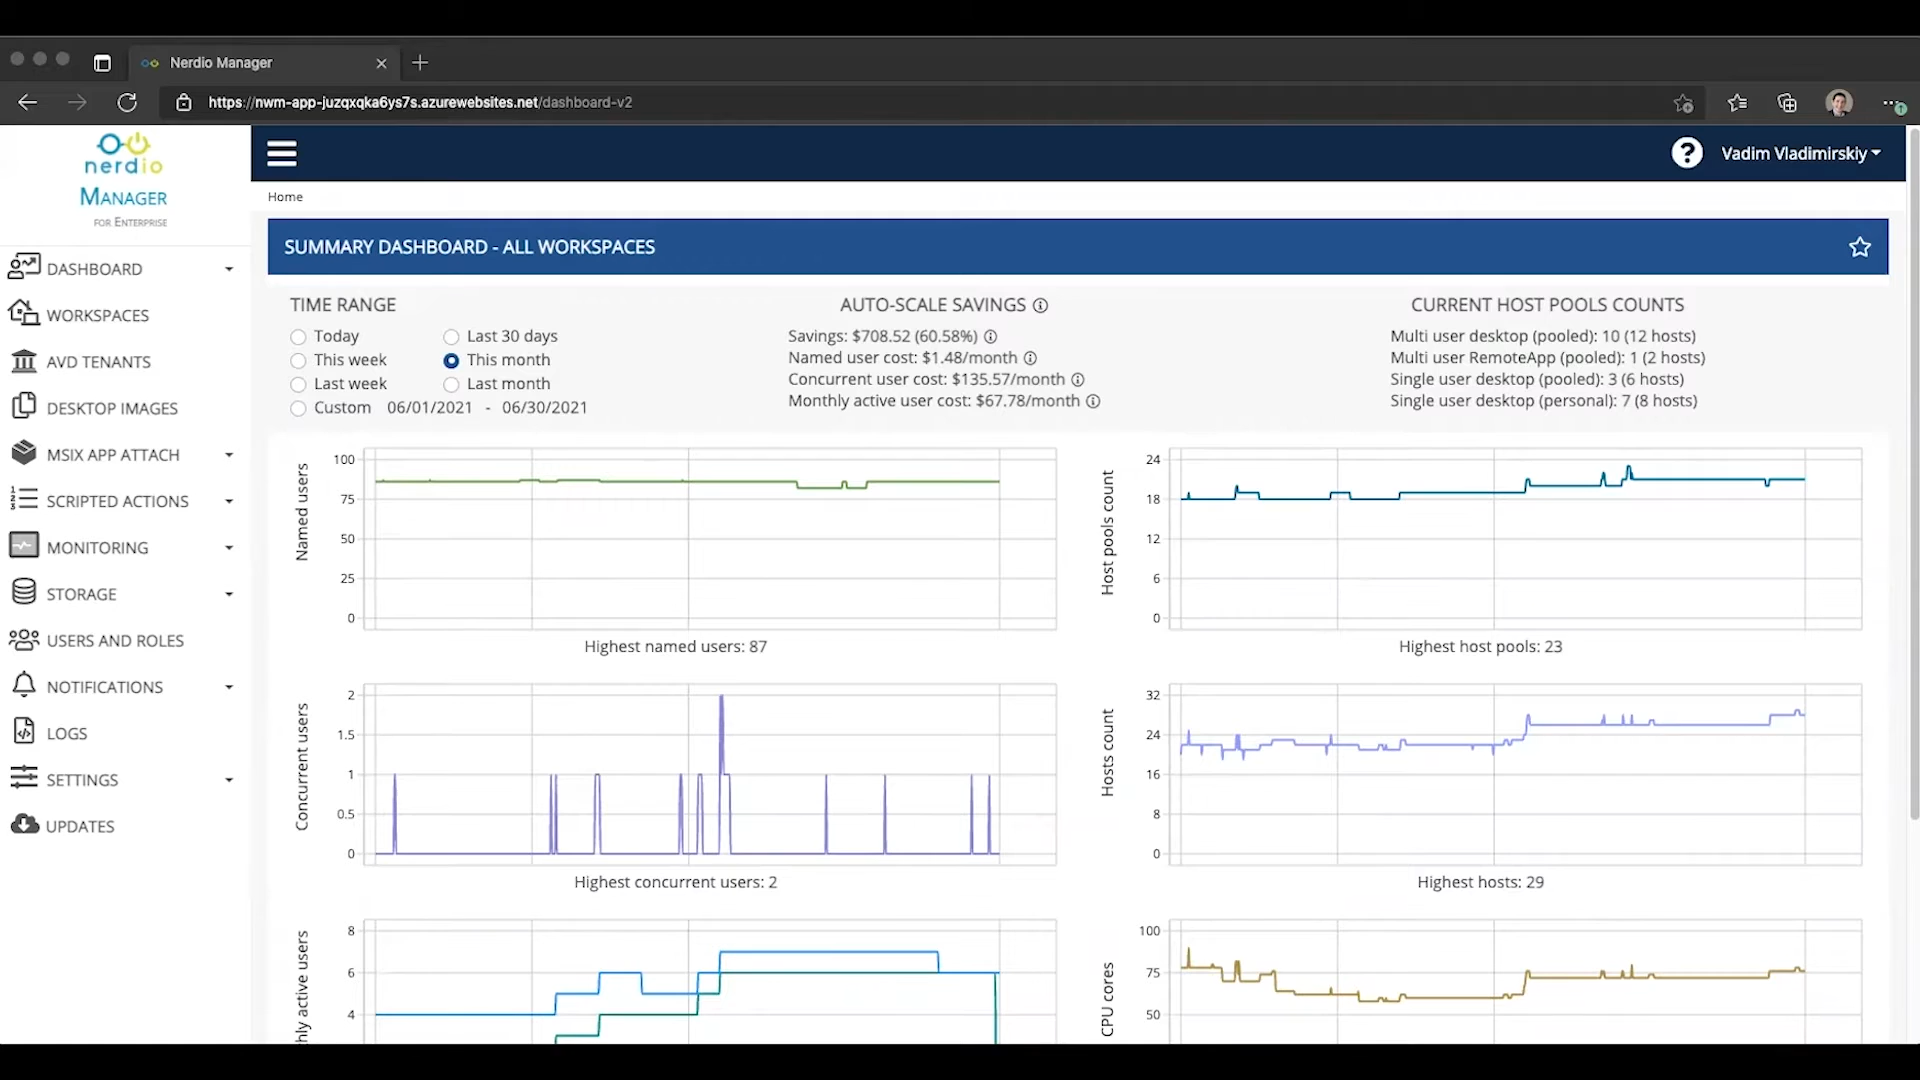 Nerdio Manager
https://nwm-app-juzqxqka6ys7s.azurewebsites.net/dashboard-v2
nerdio
MANAGER
FOR ENTERPRISE
Vadim Vladimirskiy
Home
SUMMARY DASHBOARD - ALL WORKSPACES
DASHBOARD
WORKSPACES
AVD TENANTS
DESKTOP IMAGES
MSIX APP ATTACH
SCRIPTED ACTIONS
MONITORING
STORAGE
USERS AND ROLES
NOTIFICATIONS
LOGS
SETTINGS
UPDATES
TIME RANGE
Today
Last 30 days
This week
This month
Last week
Last month
Custom 06/01/2021 - 06/30/2021
AUTO-SCALE SAVINGS
Savings: $708.52 (60.58%)
Named user cost: $1.48/month
Concurrent user cost: $135.57/month
Monthly active user cost: $67.78/month
CURRENT HOST POOLS COUNTS
Multi user desktop (pooled): 10 (12 hosts)
Multi user RemoteApp (pooled): 1 (2 hosts)
Single user desktop (pooled): 3 (6 hosts)
Single user desktop (personal): 7 (8 hosts)
Named users
100
75
50
25
0
Highest named users: 87
Host pools count
24
18
12
6
0
Highest host pools: 23
Concurrent users
2
1.5
1
0.5
0
Highest concurrent users: 2
Hosts count
32
24
16
8
0
Highest hosts: 29
hly active users
8
6
4
CPU cores
100
75
50